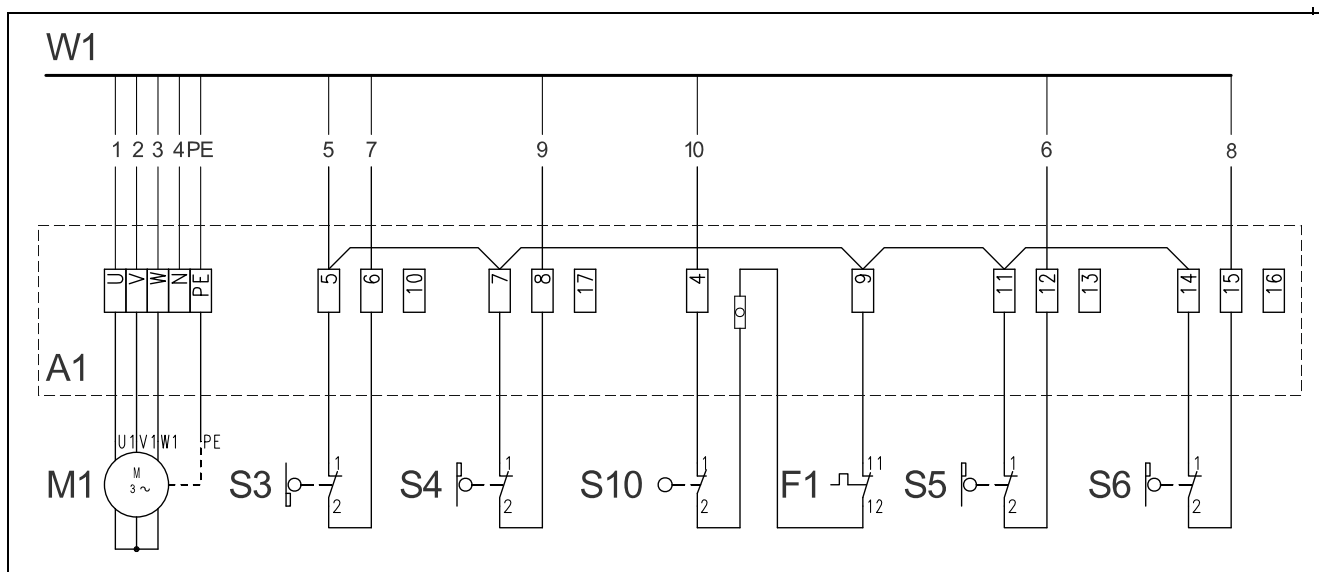 W1
1 2 3 4 PE 5 7 9 10 6 8
U V W N PE 5 6 10 7 8 17 4 9 11 12 13 14 15 16
A1
U1 V1 W1 PE
M1 M 3 ~ S3 1 2 S4 1 2 S10 1 2 F1 11 12 S5 1 2 S6 1 2